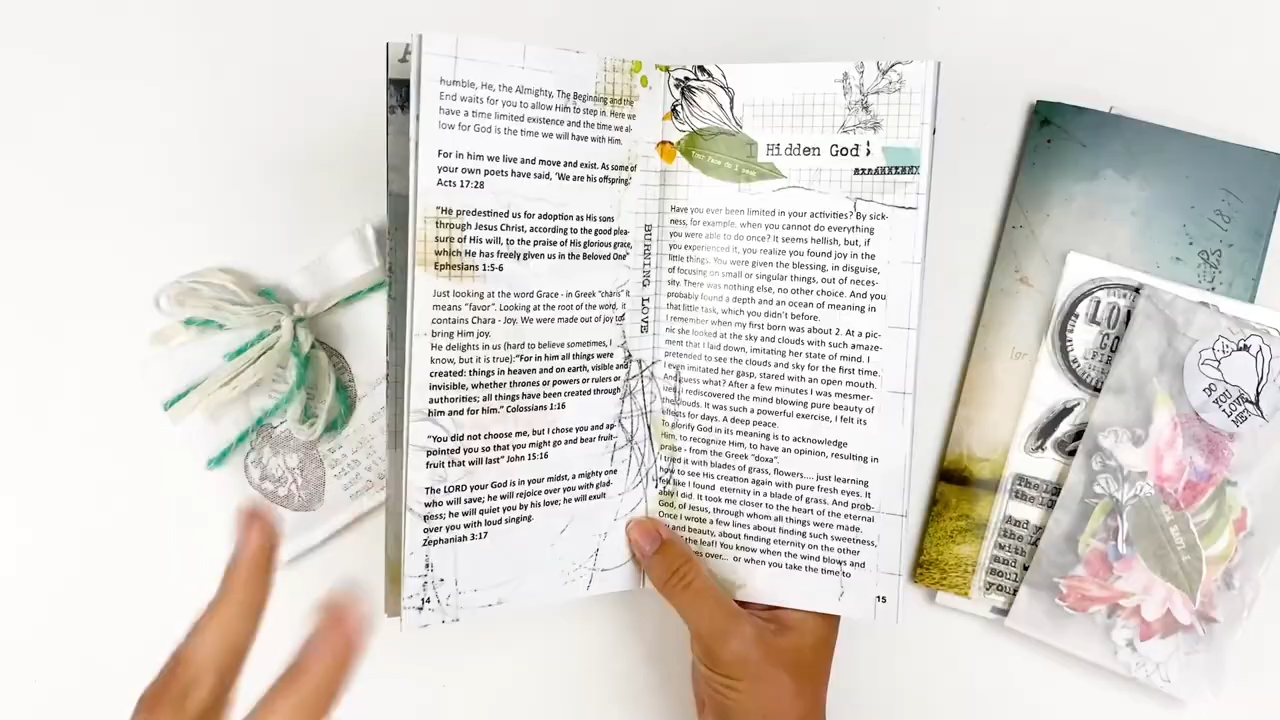 humble, He, the Almighty, The Beginning and the
End waits for you to allow Him to step in. Here we
have a time limited existence and the time we al-
low for God is the time we will have with Him.
For in him we live and move and exist. As some of
your own poets have said, 'We are his offspring.'
Acts 17:28
"He predestined us for adoption as His sons
through Jesus Christ, according to the good plea-
sure of His will, to the praise of His glorious grace,
which He has freely given us in the Beloved One"
Ephesians 1:5-6
Just looking at the word Grace - in Greek "charis" it
means "favor". Looking at the root of the word, it
contains Chara - Joy. We were made out of joy to
bring Him joy.
He delights in us (hard to believe sometimes, I
know, but it is true):"For in him all things were
created: things in heaven and on earth, visible and
invisible, whether thrones or powers or rulers or
authorities; all things have been created through
him and for him." Colossians 1:16
"You did not choose me, but I chose you and ap-
pointed you so that you might go and bear fruit–
fruit that will last" John 15:16
The LORD your God is in your midst, a mighty one
who will save; he will rejoice over you with glad-
ness; he will quiet you by his love; he will exult
over you with loud singing.
Zephaniah 3:17
14
BURNING LOVE
I Hidden God
Your Face do I seek
Have you ever been limited in your activities? By sick-
ness, for example, when you cannot do everything
you were able to do once? It seems hellish, but, if
you experienced it, you realize you found joy in the
little things. You were given the blessing, in disguise,
of focusing on small or singular things, out of neces-
sity. There was nothing else, no other choice. And you
probably found a depth and an ocean of meaning in
that little task, which you didn't before.
I remember when my first born was about 2. At a pic-
nic she looked at the sky and clouds with such amaze-
ment that I laid down, imitating her state of mind. I
pretended to see the clouds and sky for the first time.
I even imitated her gasp, stared with an open mouth.
And guess what? After a few minutes I was mesmer-
ized. I rediscovered the mind blowing pure beauty of
the clouds. It was such a powerful exercise, I felt its
effects for days. A deep peace.
To glorify God in its meaning is to acknowledge
Him, to recognize Him, to have an opinion, resulting in
praise - from the Greek "doxa".
I tried it with blades of grass, flowers.... just learning
how to see His creation again with pure fresh eyes. It
felt like I found eternity in a blade of grass. And prob-
ably I did. It took me closer to the heart of the eternal
God, of Jesus, through whom all things were made.
Once I wrote a few lines about finding such sweetness,
and beauty, about finding eternity on the other
of the leaf! You know when the wind blows and
over... or when you take the time to
15
Ps. 18:1
LOVE
DO
YOU
LOVE
ME?
I LOVE
The LO
the LO
And y
the L
with
and
soul
your